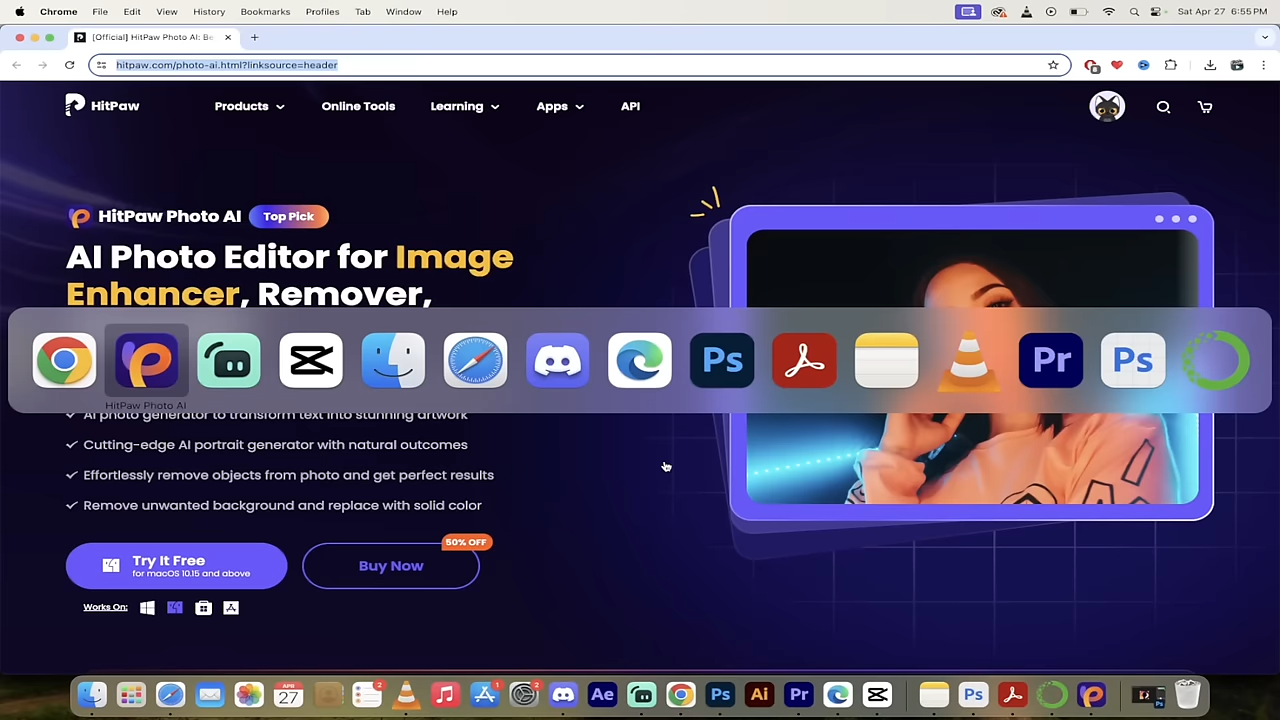 Chrome File Edit View History Bookmarks Profiles Tab Window Help Sat Apr 27 6:55 PM
[Official] HitPaw Photo AI: Be
hitpaw.com/photo-ai.html?linksource=header
HitPaw Products Online Tools Learning Apps API
HitPaw Photo AI Top Pick
AI Photo Editor for Image
Enhancer, Remover,
Ps Pr Ps
HitPaw Photo AI
AI photo generator to transform text into stunning artwork
Cutting-edge AI portrait generator with natural outcomes
Effortlessly remove objects from photo and get perfect results
Remove unwanted background and replace with solid color
50% OFF
Try It Free
for macOS 10.15 and above
Buy Now
Works On:
APR
27 2 1 2 Ae Ps Ai Pr Ps